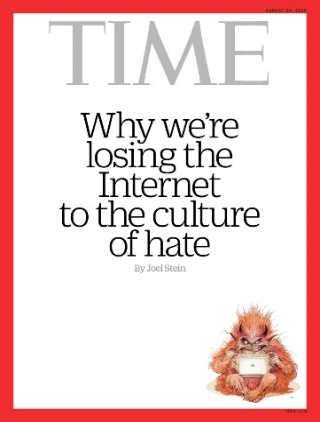 TIME
Why we're
losing the
Internet
to the culture
of hate
By Joel Stein